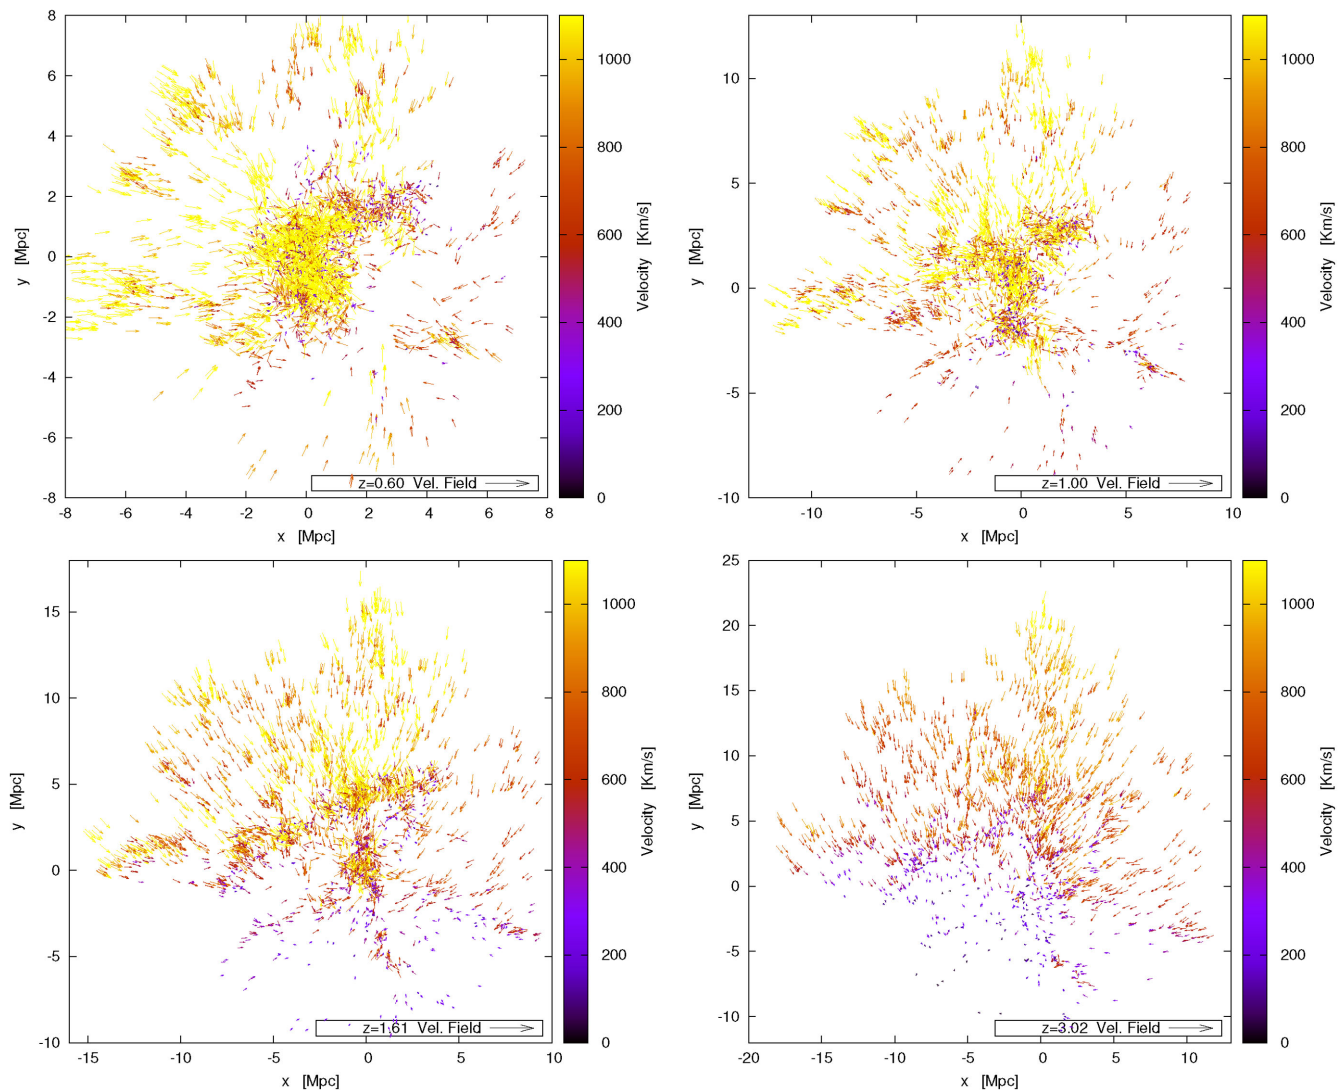 8
6
4
2
0
-2
-4
-6
8
-8 -6 -4 -2 0 2 4 6 8
y [Mpc]
x [Mpc]
z=0.60 Vel. Field
1000
800
600
400
200
0
Velocity [Km/s]
10
5
0
-5
-10
-10 -5 0 5 10
y [Mpc]
x [Mpc]
z=1.00 Vel. Field
1000
800
600
400
200
0
Velocity [Km/s]
15
10
5
0
-5
-10
-15 -10 -5 0 5 10
y [Mpc]
x [Mpc]
z=1.61 Vel. Field
1000
800
600
400
200
0
Velocity [Km/s]
25
20
15
10
5
0
-5
-10
-20 -15 -10 -5 0 5 10
y [Mpc]
x [Mpc]
z=3.02 Vel. Field
1000
800
600
400
200
0
Velocity [Km/s]